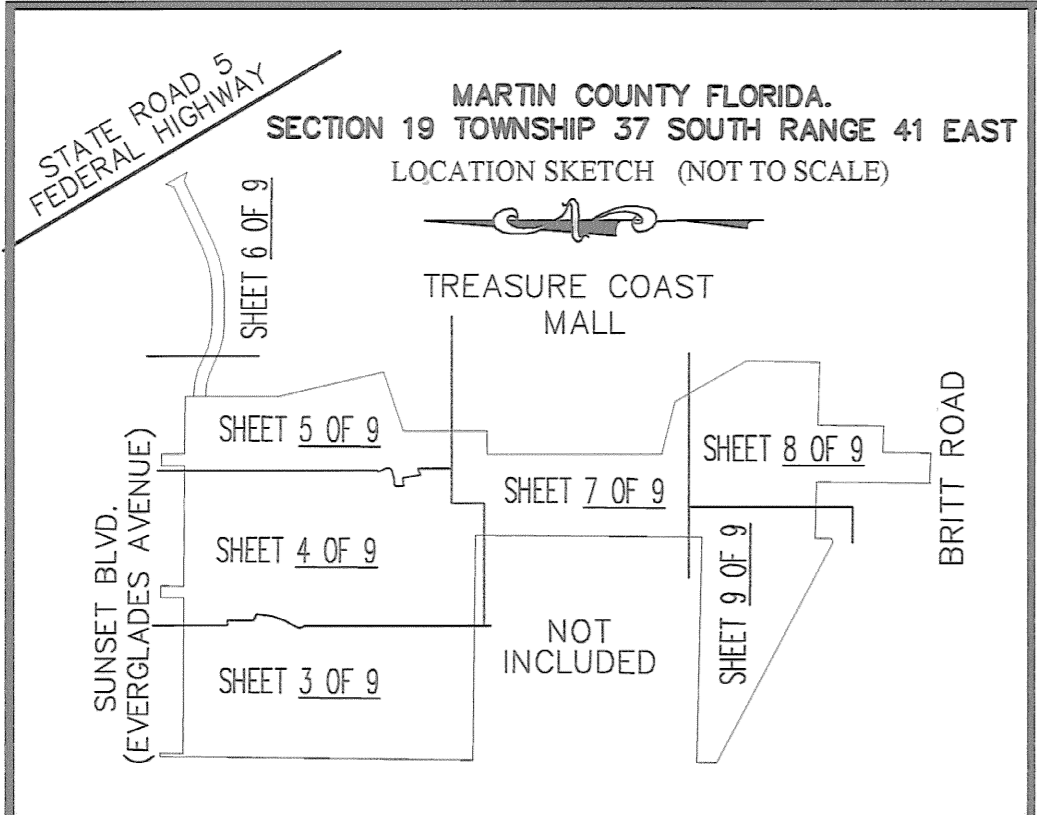 STATE ROAD 5
FEDERAL HIGHWAY
MARTIN COUNTY FLORIDA.
SECTION 19 TOWNSHIP 37 SOUTH RANGE 41 EAST
LOCATION SKETCH (NOT TO SCALE)
SHEET 6 OF 9
TREASURE COAST
MALL
SHEET 5 OF 9
SHEET 7 OF 9
SHEET 8 OF 9
BRITT ROAD
SUNSET BLVD.
(EVERGLADES AVENUE)
SHEET 4 OF 9
SHEET 3 OF 9
NOT
INCLUDED
SHEET 9 OF 9